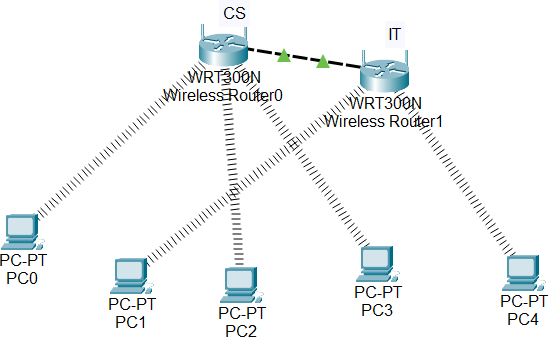 CS
IT
WRT300N
Wireless Router0
WRT300N
Wireless Router1
PC-PT
PC0
PC-PT
PC1
PC-PT
PC2
PC-PT
PC3
PC-PT
PC4